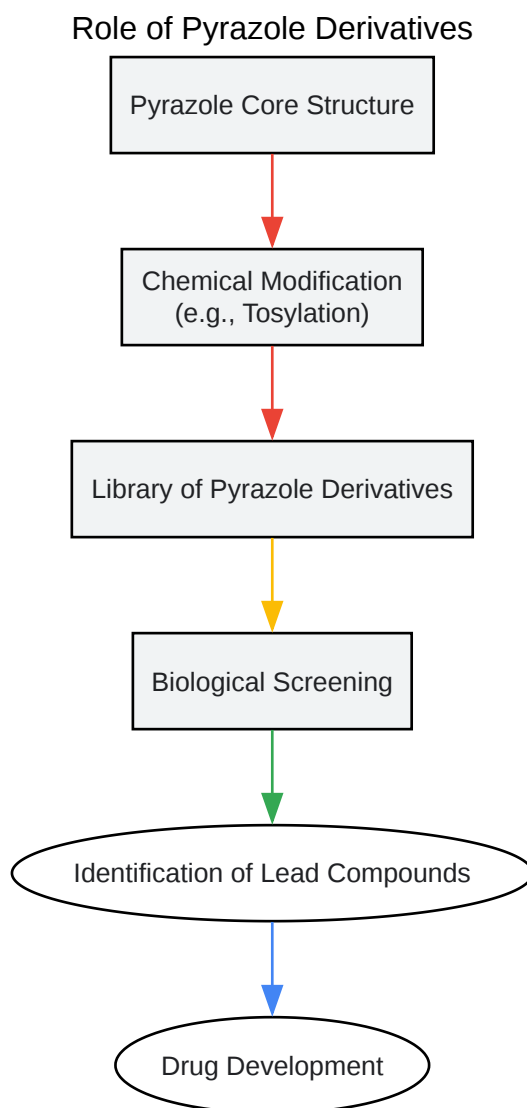 Role of Pyrazole Derivatives
Pyrazole Core Structure
Chemical Modification
(e.g., Tosylation)
Library of Pyrazole Derivatives
Biological Screening
Identification of Lead Compounds
Drug Development